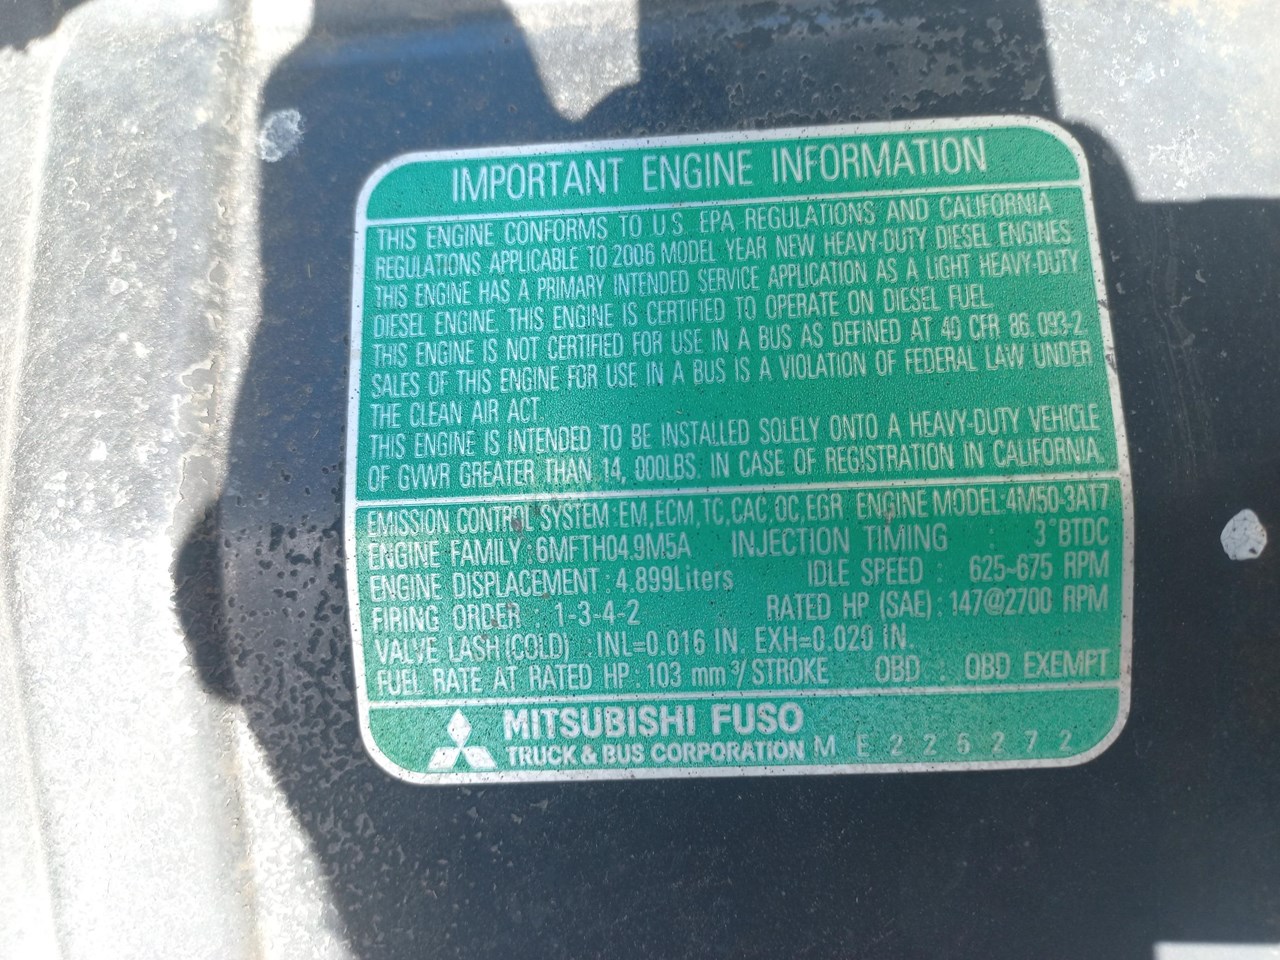 IMPORTANT ENGINE INFORMATION
THIS ENGINE CONFORMS TO U.S. EPA REGULATIONS AND CALIFORNIA
REGULATIONS APPLICABLE TO 2006 MODEL YEAR NEW HEAVY-DUTY DIESEL ENGINES.
THIS ENGINE HAS A PRIMARY INTENDED SERVICE APPLICATION AS A LIGHT HEAVY-DUTY
DIESEL ENGINE. THIS ENGINE IS CERTIFIED TO OPERATE ON DIESEL FUEL.
THIS ENGINE IS NOT CERTIFIED FOR USE IN A BUS AS DEFINED AT 40 CFR 86.093-2.
SALES OF THIS ENGINE FOR USE IN A BUS IS A VIOLATION OF FEDERAL LAW UNDER
THE CLEAN AIR ACT.
THIS ENGINE IS INTENDED TO BE INSTALLED SOLELY ONTO A HEAVY-DUTY VEHICLE
OF GVWR GREATER THAN 14, 000LBS. IN CASE OF REGISTRATION IN CALIFORNIA.
EMISSION CONTROL SYSTEM : EM, ECM, TC, CAC, OC, EGR ENGINE MODEL: 4M50-3AT7
ENGINE FAMILY : 6MFTH04.9M5A INJECTION TIMING : 3°BTDC
ENGINE DISPLACEMENT : 4.899Liters IDLE SPEED : 625~675 RPM
FIRING ORDER : 1-3-4-2 RATED HP (SAE) : 147@2700 RPM
VALVE LASH (COLD) : INL=0.016 IN. EXH=0.020 IN.
FUEL RATE AT RATED HP : 103 mm³/STROKE OBD : OBD EXEMPT
MITSUBISHI FUSO
TRUCK & BUS CORPORATION ME226272